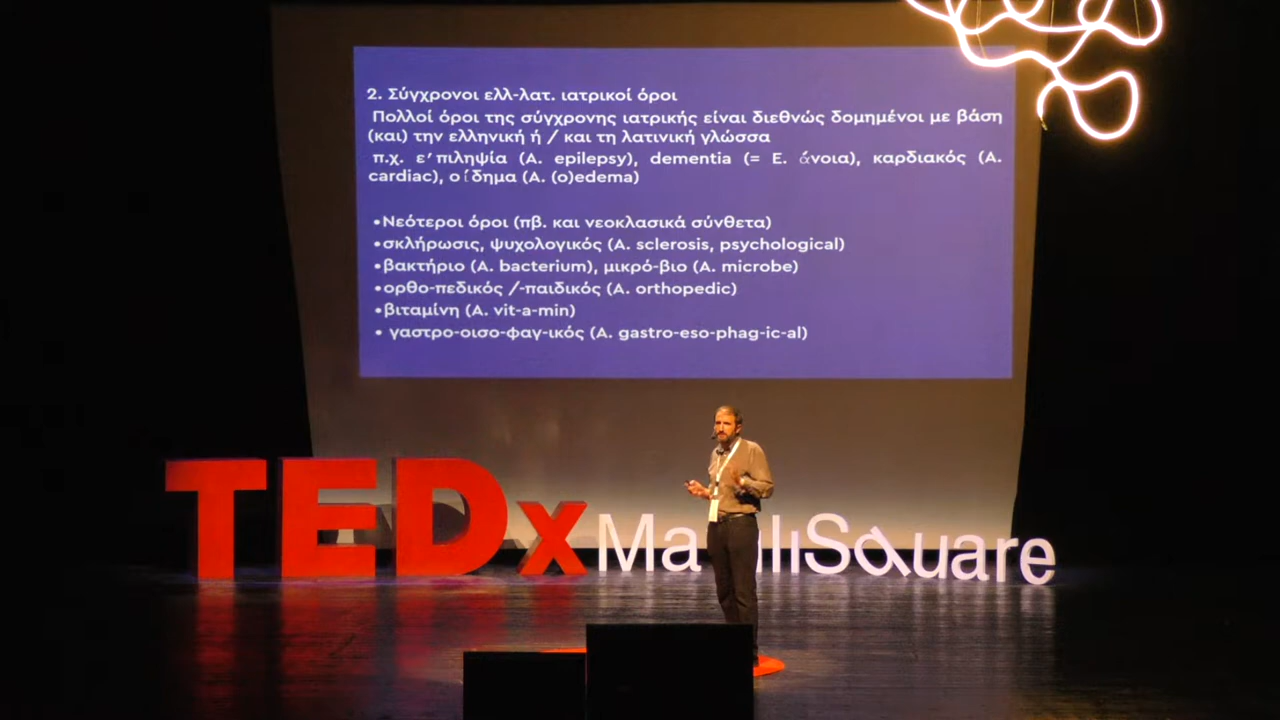 2. Σύγχρονοι ελλ-λατ. ιατρικοί όροι
Πολλοί όροι της σύγχρονης ιατρικής είναι διεθνώς δομημένοι με βάση
(και) την ελληνική ή / και τη λατινική γλώσσα
π.χ. ε᾿πιληψία (Α. epilepsy), dementia (= Ε. ά̓νοια), καρδιακός (Α.
cardiac), οἴδημα (Α. (o)edema)
•Νεότεροι όροι (πβ. και νεοκλασικά σύνθετα)
•σκλήρωσις, ψυχολογικός (Α. sclerosis, psychological)
•βακτήριο (Α. bacterium), μικρό-βιο (Α. microbe)
•ορθο-πεδικός /-παιδικός (Α. orthopedic)
•βιταμίνη (Α. vit-a-min)
• γαστρο-οισο-φαγ-ικός (Α. gastro-eso-phag-ic-al)
TEDx